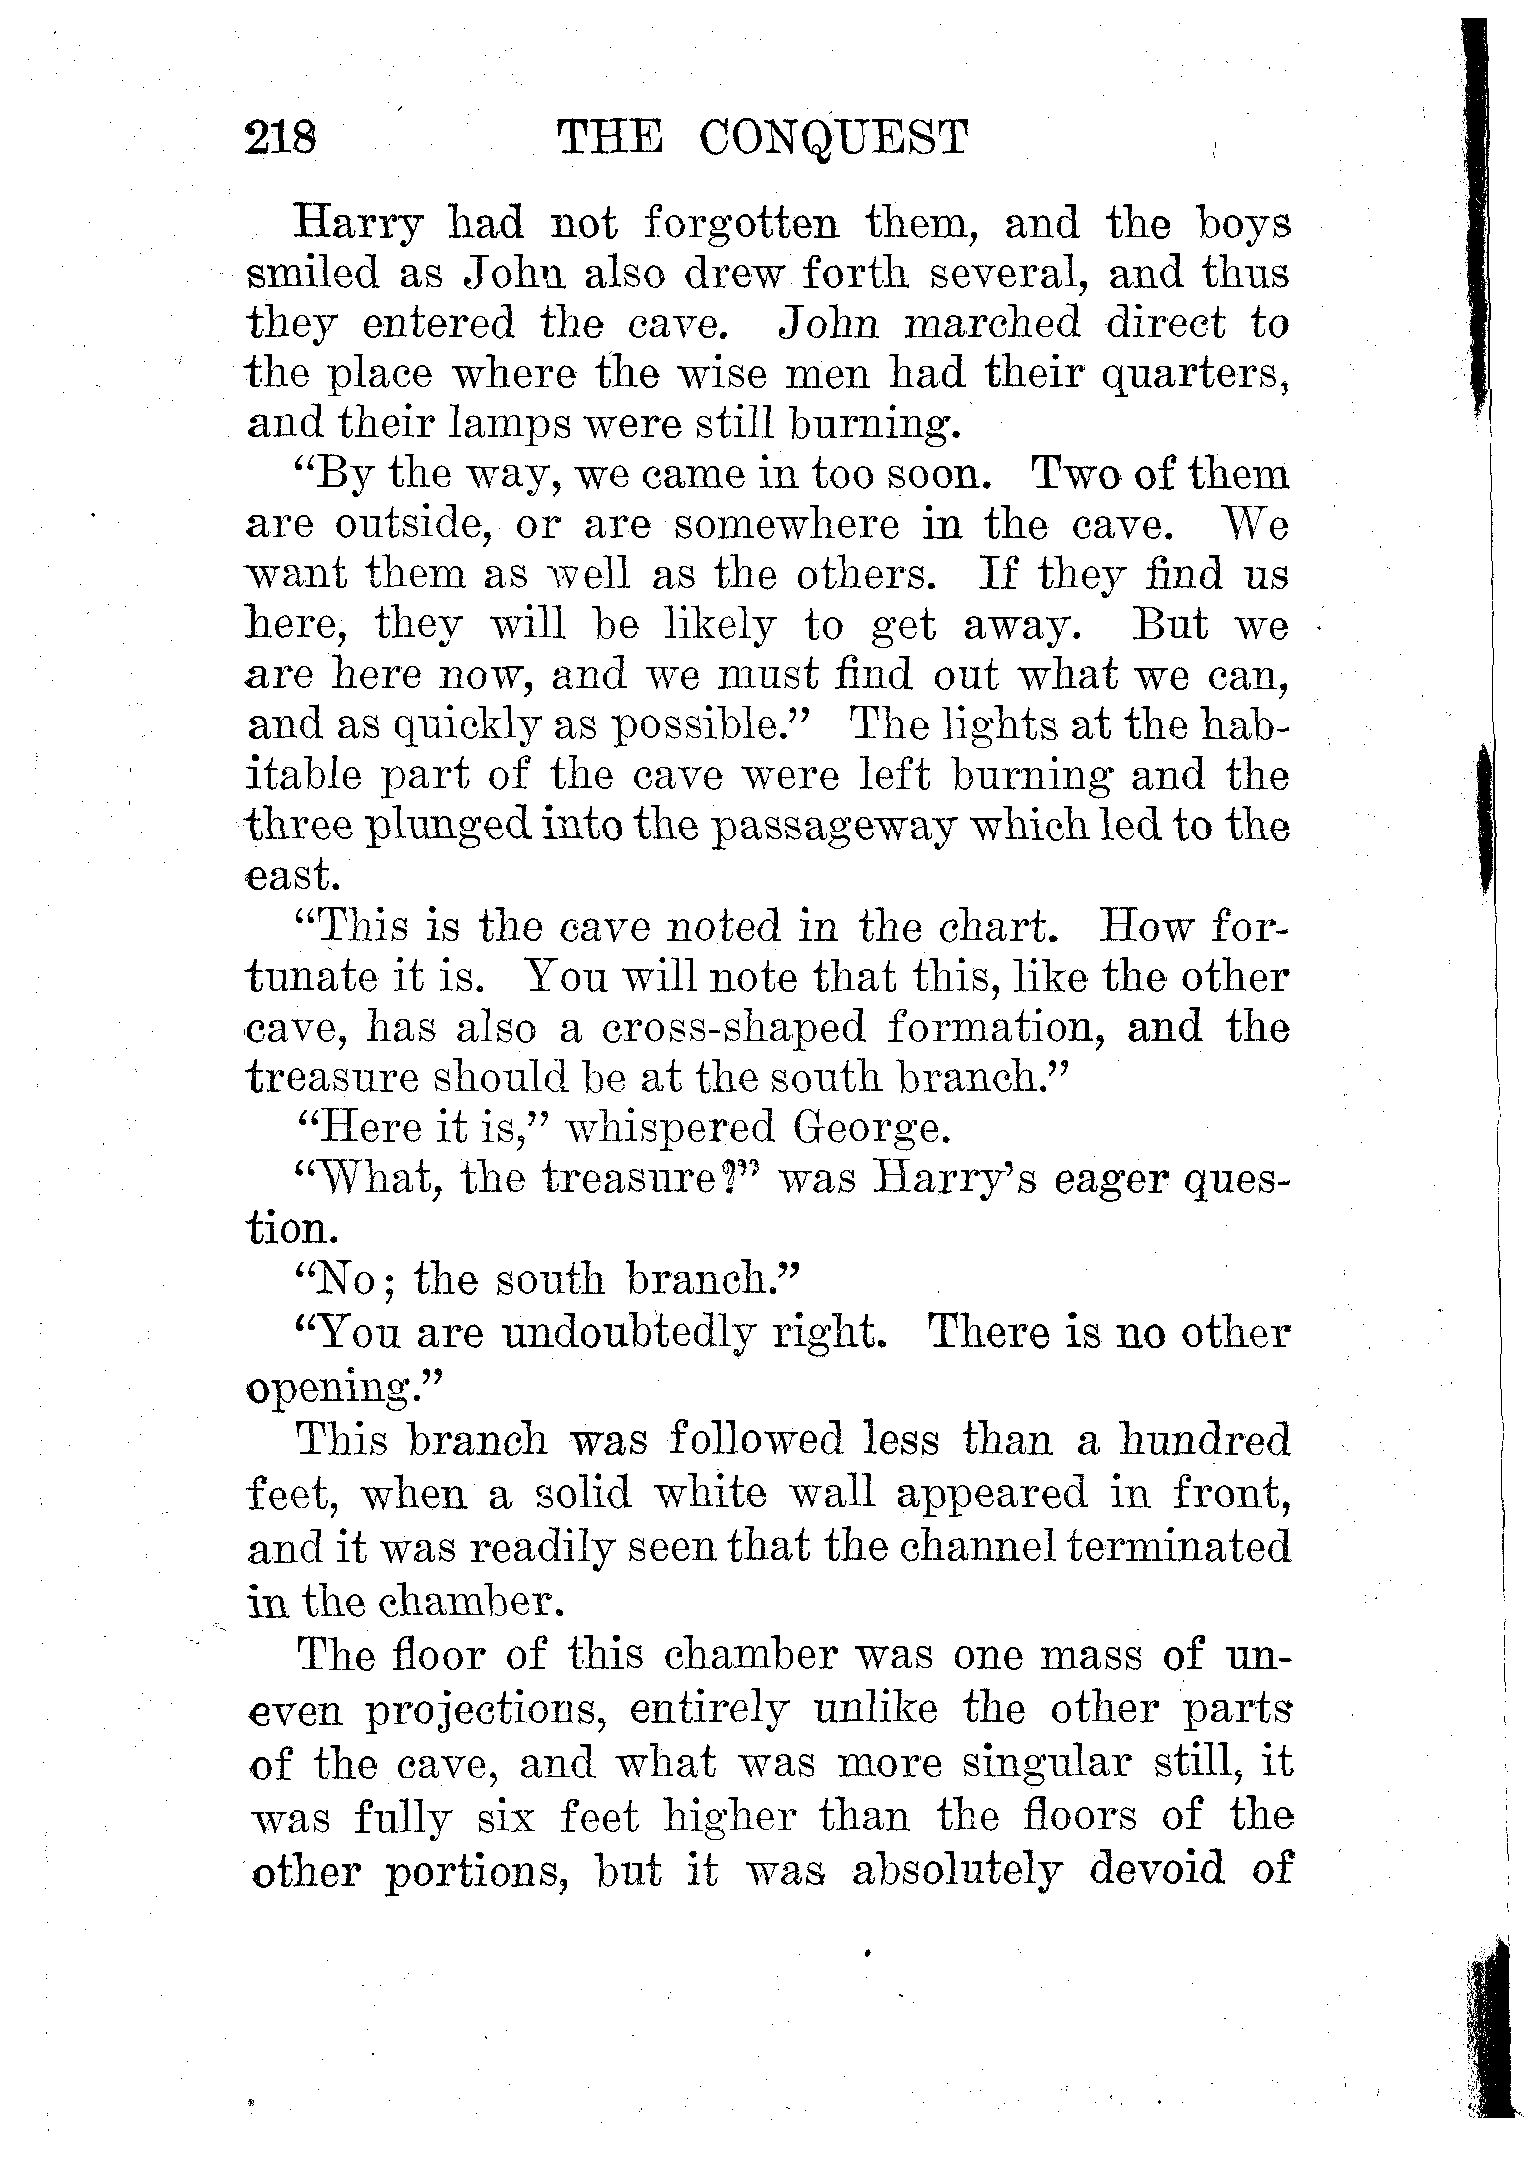 218 THE CONQUEST
Harry had not forgotten them, and the boys
smiled as John also drew forth several, and thus
they entered the cave. John marched direct to
the place where the wise men had their quarters,
and their lamps were still burning.
“By the way, we came in too soon. Two of them
are outside, or are somewhere in the cave. We
want them as well as the others. If they find us
here, they will be likely to get away. But we
are here now, and we must find out what we can,
and as quickly as possible.” The lights at the hab-
itable part of the cave were left burning and the
three plunged into the passageway which led to the
east.
“This is the cave noted in the chart. How for-
tunate it is. You will note that this, like the other
cave, has also a cross-shaped formation, and the
treasure should be at the south branch.”
“Here it is,” whispered George.
“What, the treasure?” was Harry’s eager ques-
tion.
“No; the south branch.”
“You are undoubtedly right. There is no other
opening.”
This branch was followed less than a hundred
feet, when a solid white wall appeared in front,
and it was readily seen that the channel terminated
in the chamber.
The floor of this chamber was one mass of un-
even projections, entirely unlike the other parts
of the cave, and what was more singular still, it
was fully six feet higher than the floors of the
other portions, but it was absolutely devoid of